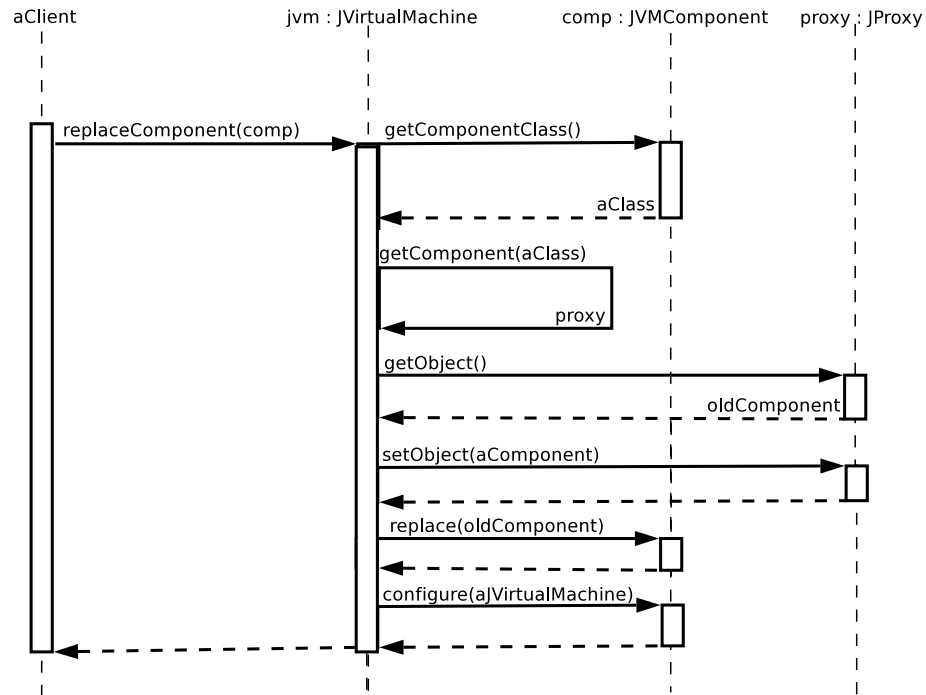 aClient
jvm : JVirtualMachine
comp : JVMComponent
proxy : JProxy
replaceComponent(comp)
getComponentClass()
aClass
getComponent(aClass)
proxy
getObject()
oldComponent
setObject(aComponent)
replace(oldComponent)
configure(aJVirtualMachine)